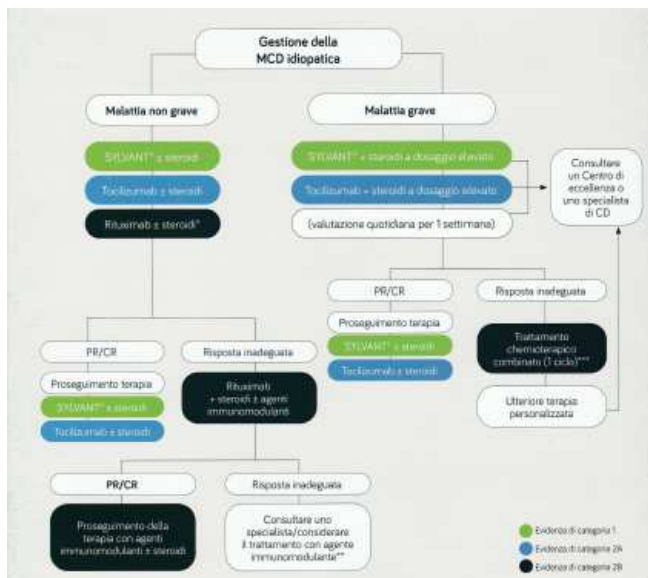 Gestione della
MCD idiopatica
Malattia non grave
SYLVANT® ± steroidi
Tocilizumab ± steroidi
Rituximab ± steroidi*
PR/CR
Proseguimento terapia
SYLVANT® ± steroidi
Tocilizumab ± steroidi
Risposta inadeguata
Rituximab
+ steroidi ± agenti
immunomodulanti
PR/CR
Proseguimento della
terapia con agenti
immunomodulanti ± steroidi
Risposta inadeguata
Consultare uno
specialista/considerare
il trattamento con agente
immunomodulante**
Malattia grave
SYLVANT® + steroidi a dosaggio elevato
Tocilizumab + steroidi a dosaggio elevato
(valutazione quotidiana per 1 settimana)
Consultare
un Centro di
eccellenza o
uno specialista
di CD
PR/CR
Proseguimento terapia
SYLVANT® ± steroidi
Tocilizumab ± steroidi
Risposta inadeguata
Trattamento
chemioterapico
combinato (1 ciclo)***
Ulteriore terapia
personalizzata
Evidenza di categoria 1
Evidenza di categoria 2A
Evidenza di categoria 2B